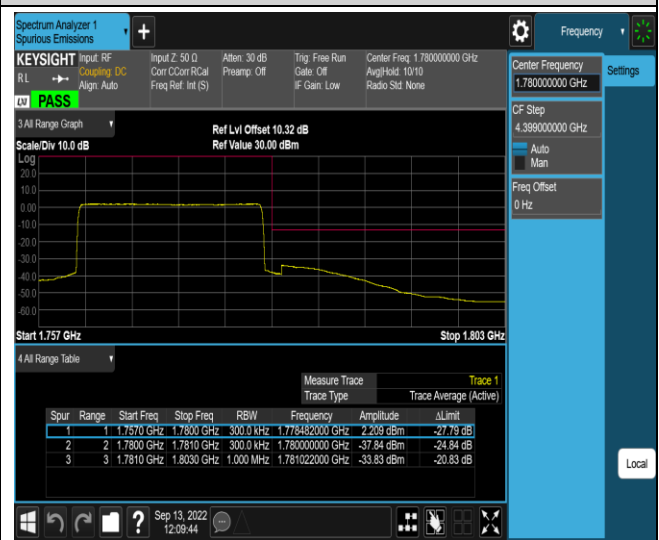 Spectrum Analyzer 1
Spurious Emissions
+
Frequency
KEYSIGHT Input: RF Input Z: 50 Ω Atten: 30 dB Trig: Free Run Center Freq: 1.780000000 GHz
RL Coupling: DC Corr CCorr RCal Preamp: Off Gate: Off Avg|Hold: 10/10
Align: Auto Freq Ref: Int (S) IF Gain: Low Radio Std: None
LXI PASS
Center Frequency
1.780000000 GHz
Settings
CF Step
4.399000000 GHz
Auto
Man
Freq Offset
0 Hz
3 All Range Graph
Ref Lvl Offset 10.32 dB
Scale/Div 10.0 dB Ref Value 30.00 dBm
Log
20.0
10.0
0.00
-10.0
-20.0
-30.0
-40.0
-50.0
-60.0
Start 1.757 GHz Stop 1.803 GHz
4 All Range Table
Measure Trace Trace 1
Trace Type Trace Average (Active)
Spur Range Start Freq Stop Freq RBW Frequency Amplitude ΔLimit
1 1 1.7570 GHz 1.7800 GHz 300.0 kHz 1.778482000 GHz 2.209 dBm -27.79 dB
2 2 1.7800 GHz 1.7810 GHz 300.0 kHz 1.780000000 GHz -37.84 dBm -24.84 dB
3 3 1.7810 GHz 1.8030 GHz 1.000 MHz 1.781022000 GHz -33.83 dBm -20.83 dB
Local
? Sep 13, 2022
12:09:44